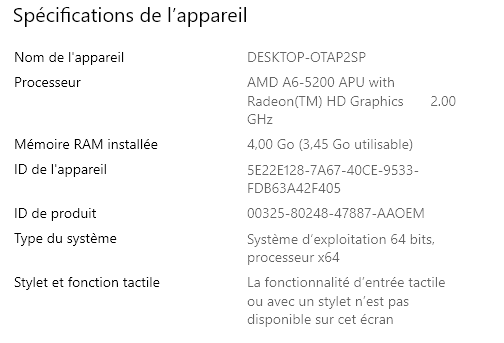 Spécifications de l'appareil
Nom de l'appareil DESKTOP-OTAP2SP
Processeur AMD A6-5200 APU with
Radeon(TM) HD Graphics 2.00
GHz
Mémoire RAM installée 4,00 Go (3,45 Go utilisable)
ID de l'appareil 5E22E128-7A67-40CE-9533-
FDB63A42F405
ID de produit 00325-80248-47887-AAOEM
Type du système Système d'exploitation 64 bits,
processeur x64
Stylet et fonction tactile La fonctionnalité d'entrée tactile
ou avec un stylet n'est pas
disponible sur cet écran